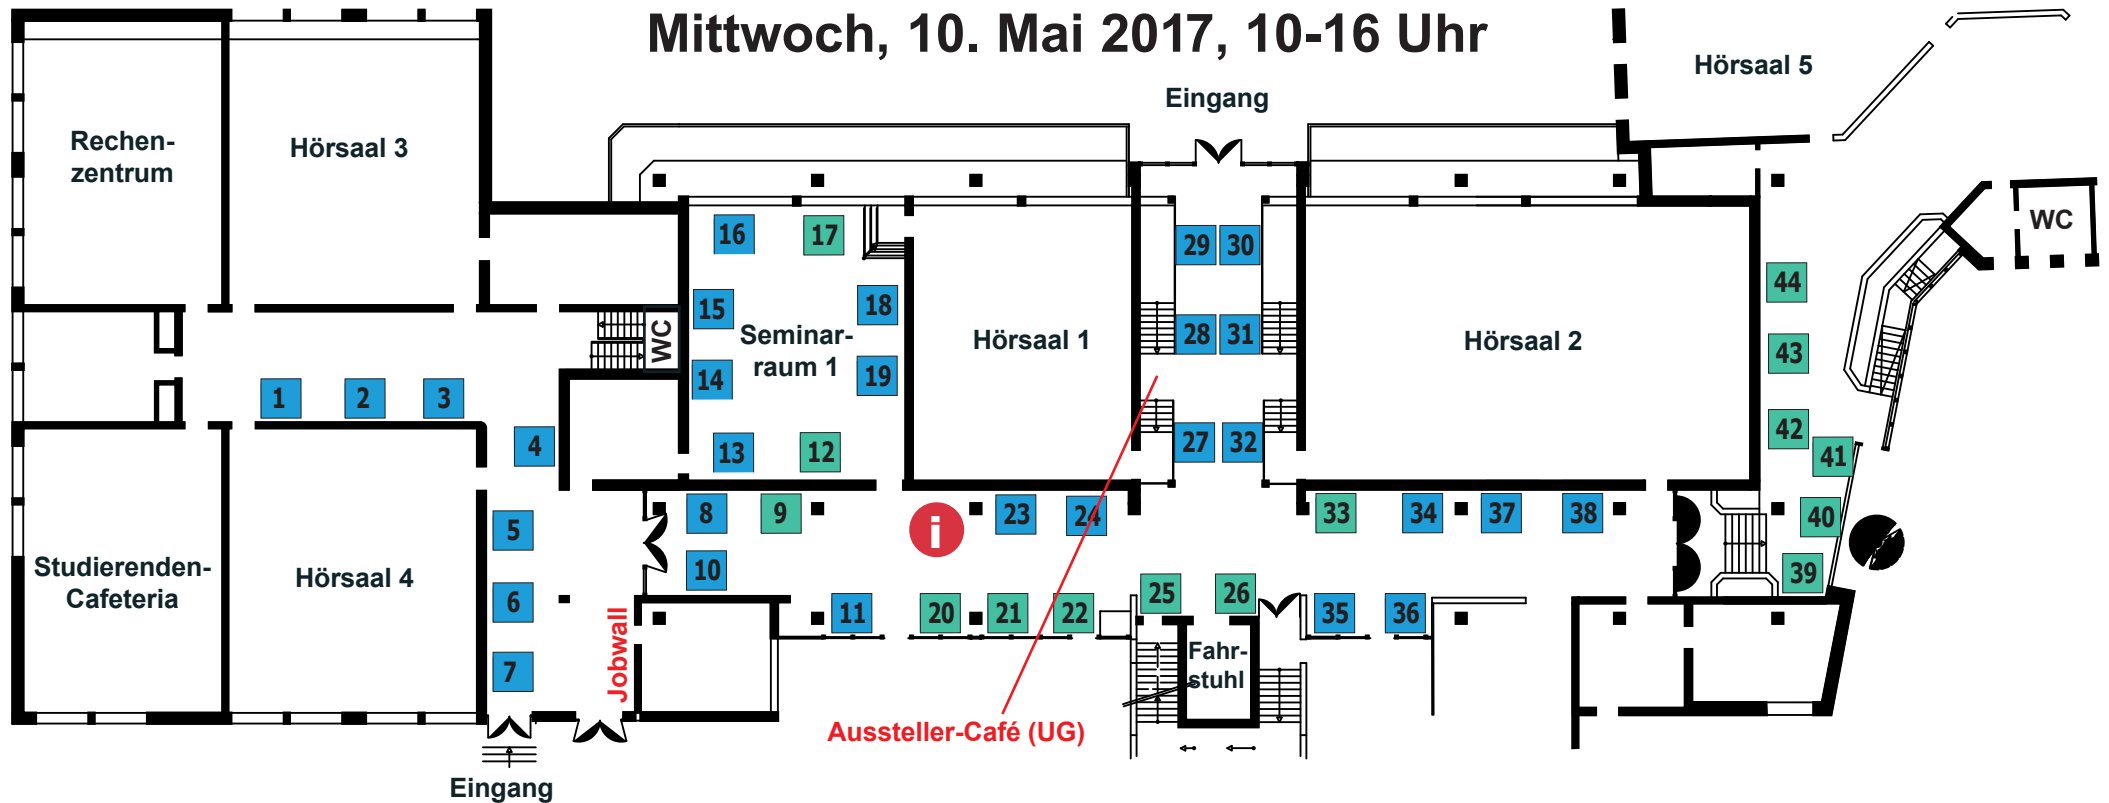 Mittwoch, 10. Mai 2017, 10-16 Uhr
Hörsaal 5
Eingang
Rechen-
zentrum
Hörsaal 3
WC
16
17
29
30
44
15
18
WC
Seminar-
raum 1
Hörsaal 1
28
31
Hörsaal 2
43
14
19
1
2
3
4
13
12
27
32
42
41
5
8
9
i
23
24
33
34
37
38
40
10
39
Studierenden-
Cafeteria
Hörsaal 4
6
11
20
21
22
25
26
35
36
7
Jobwall
Fahr-
stuhl
Aussteller-Café (UG)
Eingang